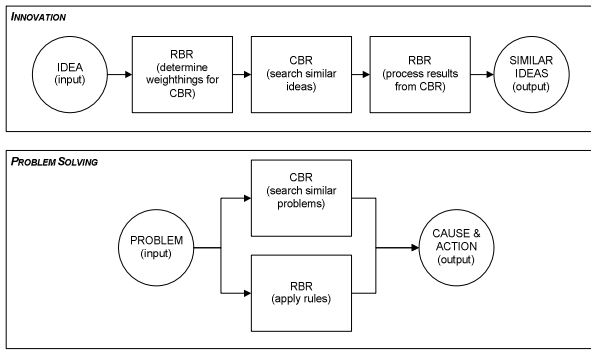 INNOVATION
IDEA
(input)
RBR
(determine
weighthings for
CBR)
CBR
(search similar
ideas)
RBR
(process results
from CBR)
SIMILAR
IDEAS
(output)
PROBLEM SOLVING
PROBLEM
(input)
CBR
(search similar
problems)
RBR
(apply rules)
CAUSE &
ACTION
(output)